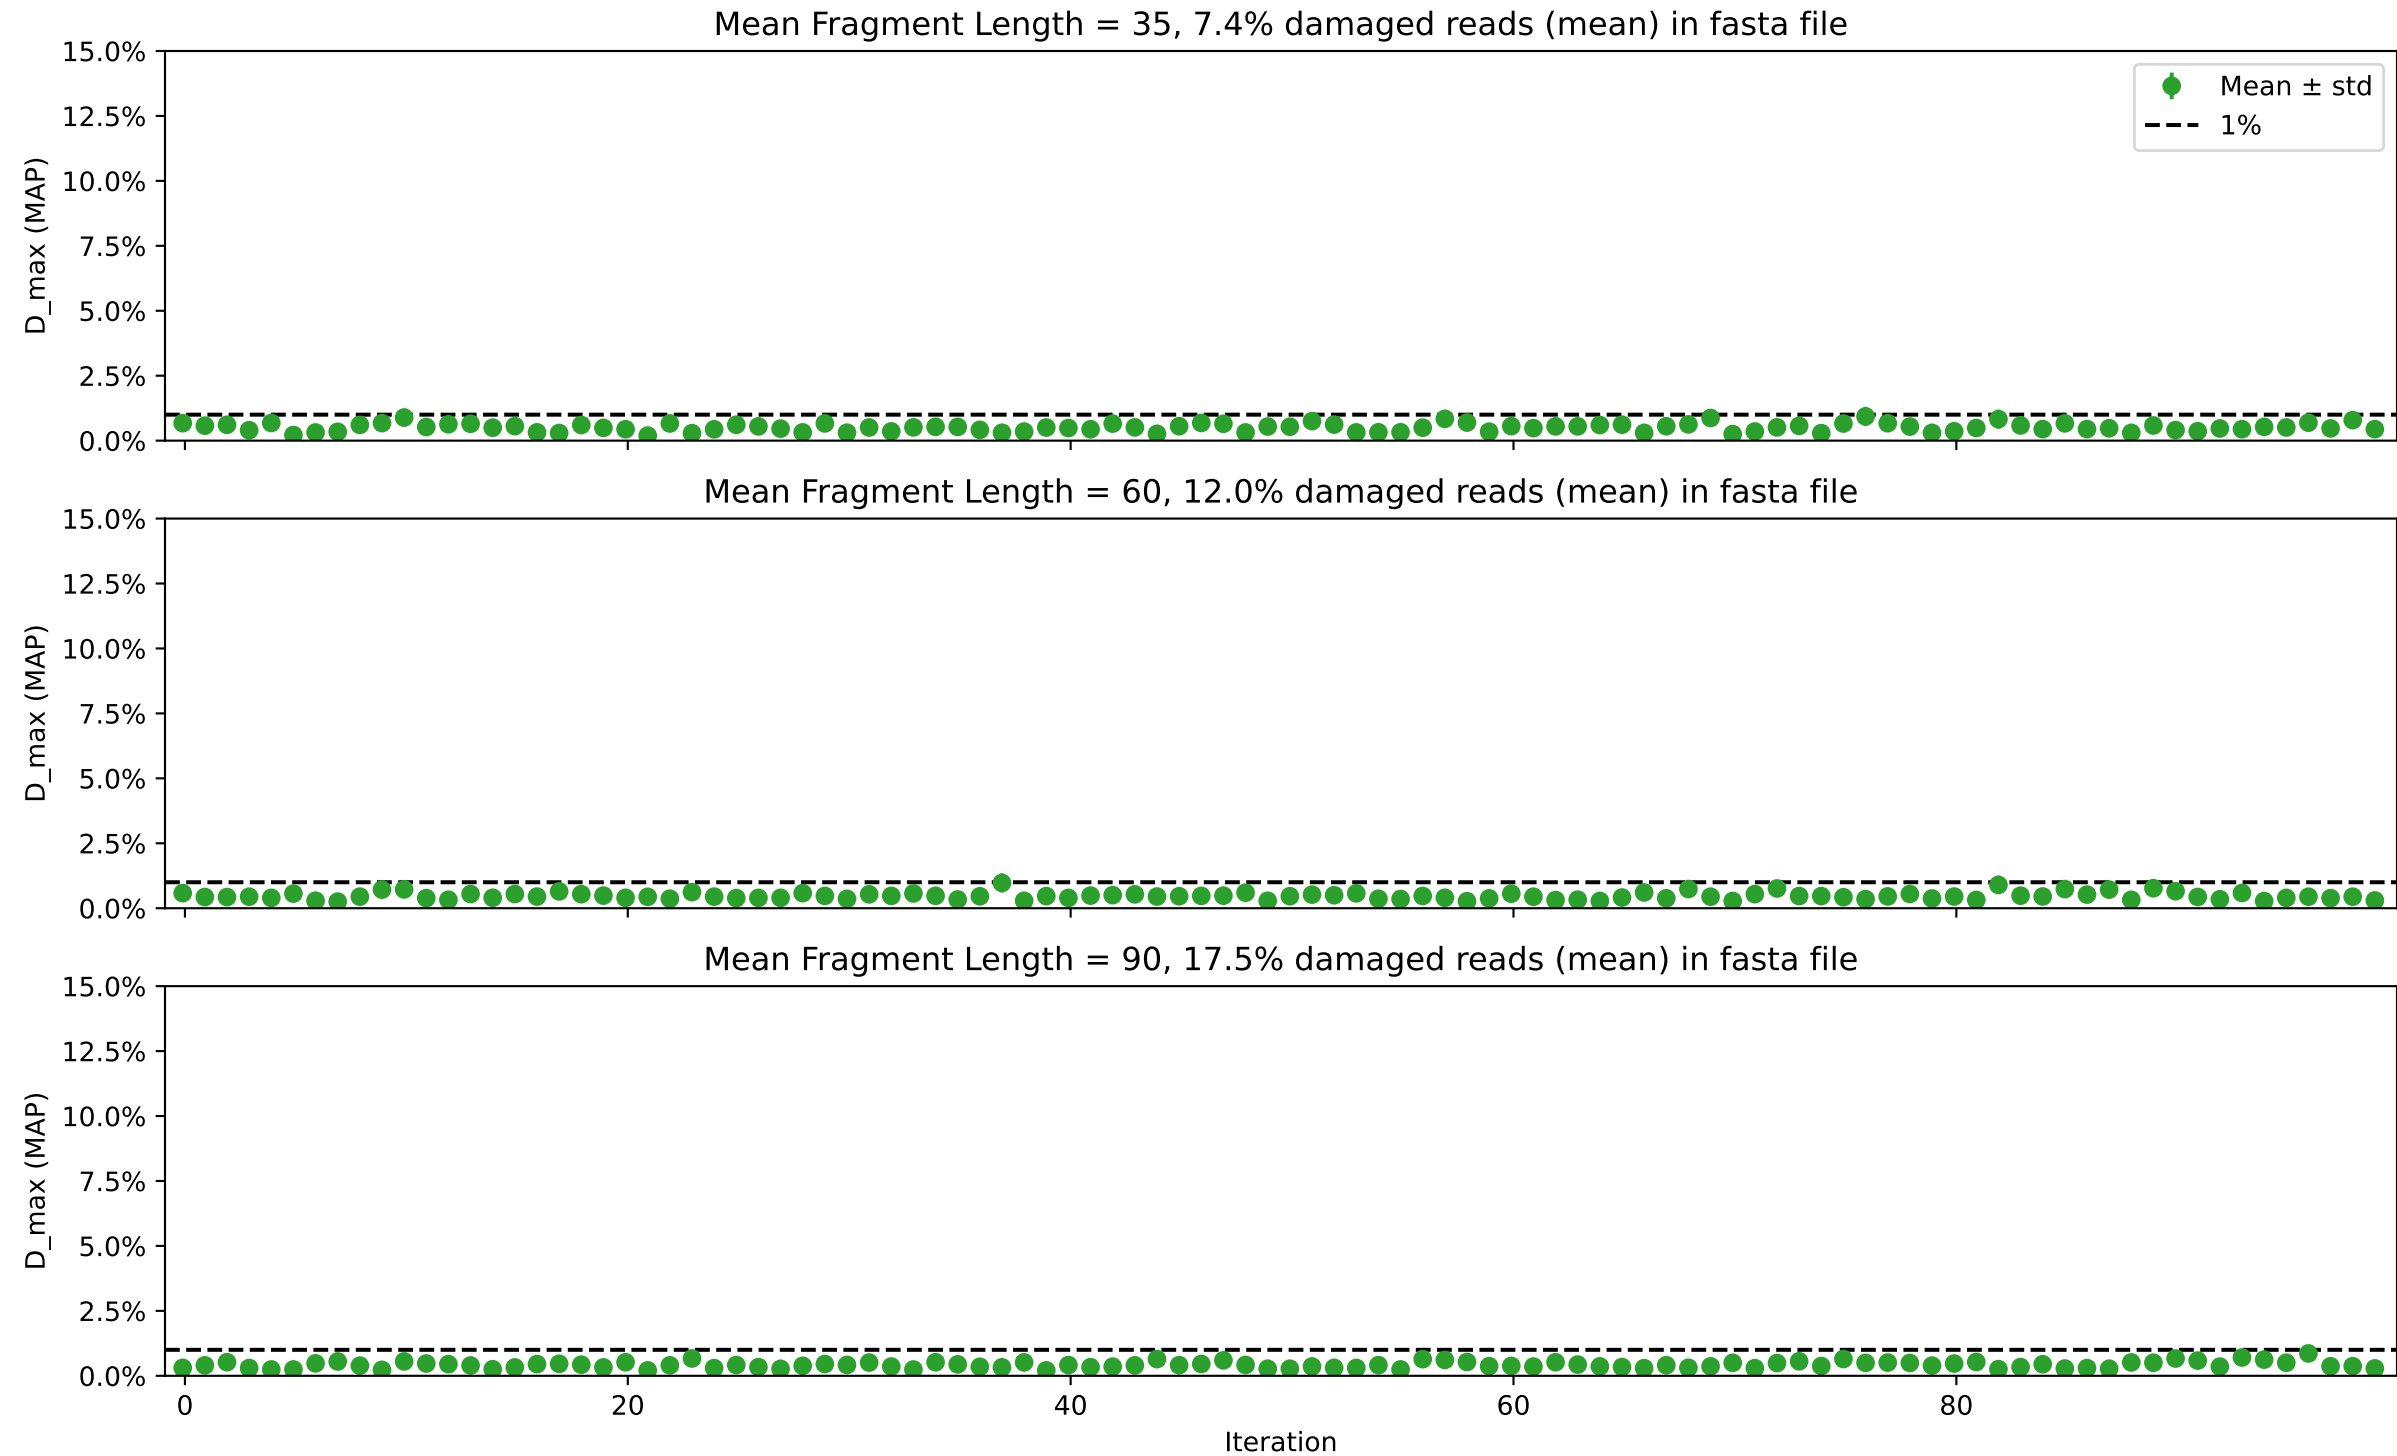 Mean Fragment Length = 35, 7.4% damaged reads (mean) in fasta file
15.0%
12.5%
10.0%
7.5%
5.0%
2.5%
0.0%
D_max (MAP)
Mean ± std
1%
Mean Fragment Length = 60, 12.0% damaged reads (mean) in fasta file
15.0%
12.5%
10.0%
7.5%
5.0%
2.5%
0.0%
D_max (MAP)
Mean Fragment Length = 90, 17.5% damaged reads (mean) in fasta file
15.0%
12.5%
10.0%
7.5%
5.0%
2.5%
0.0%
D_max (MAP)
0 20 40 60 80
Iteration